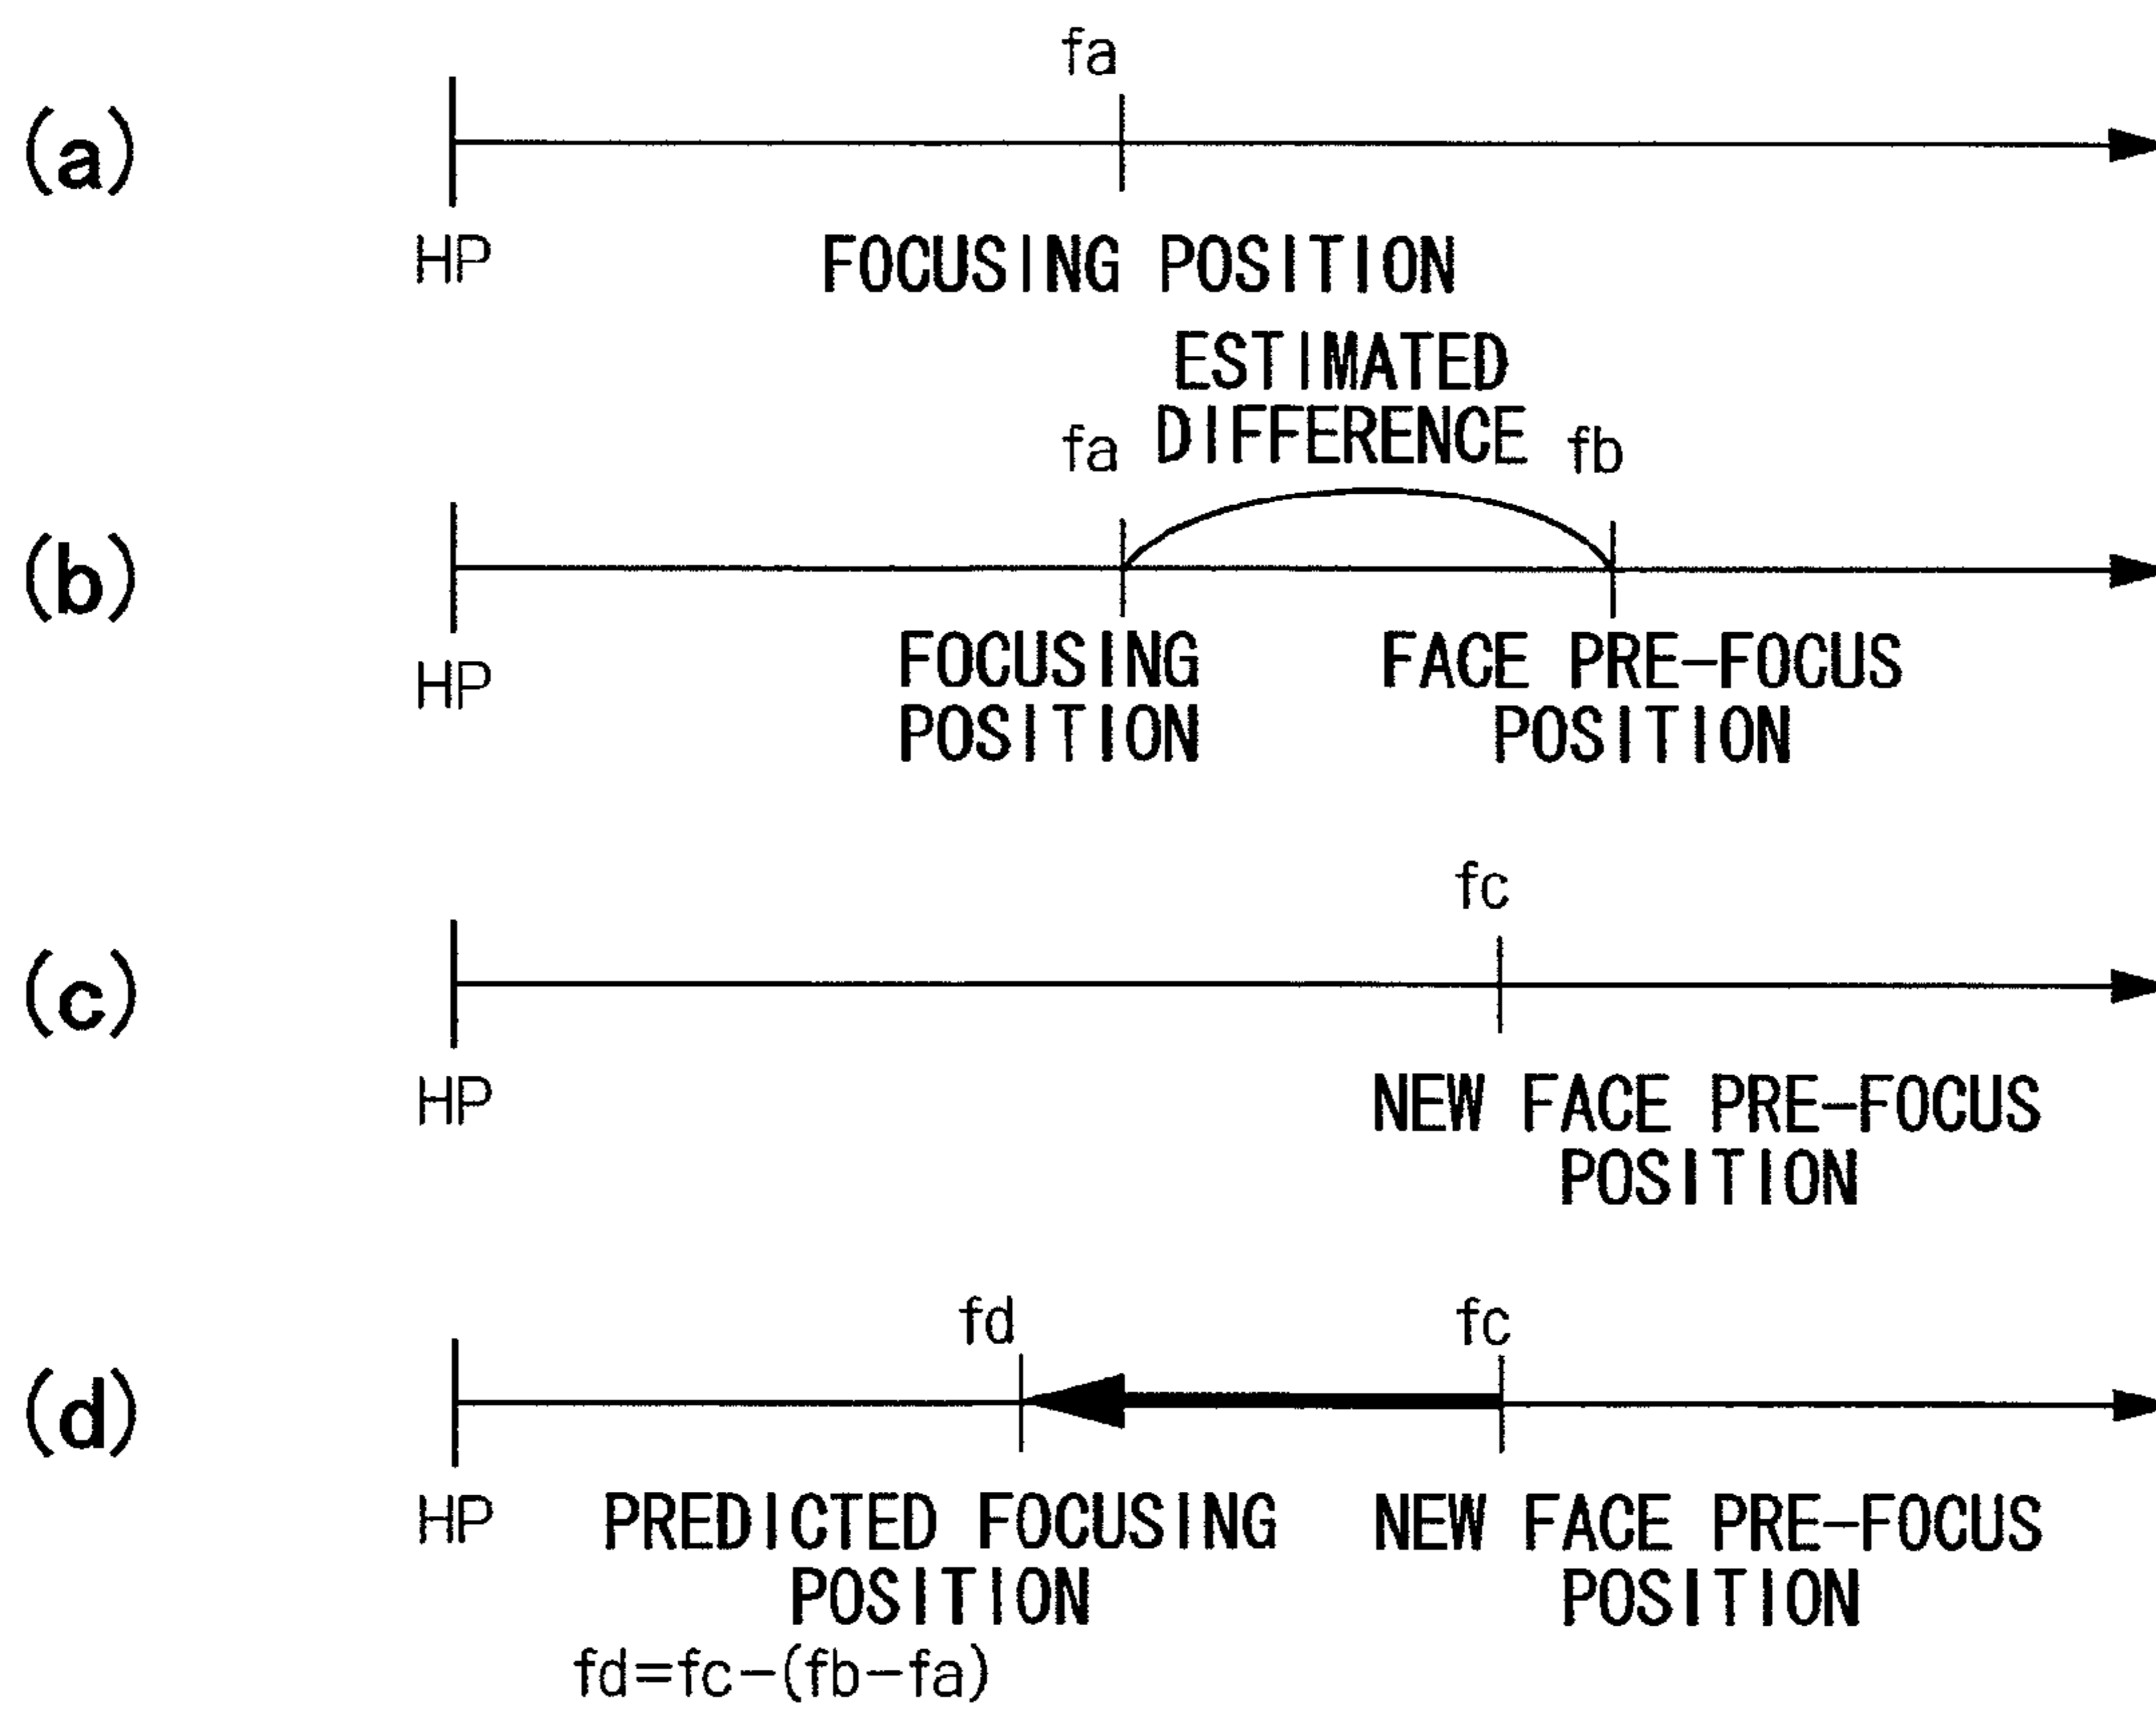 fa
(a)
HP
FOCUSING POSITION
ESTIMATED
DIFFERENCE
fa
fb
(b)
HP
FOCUSING
POSITION
FACE PRE-FOCUS
POSITION
fc
(c)
HP
NEW FACE PRE-FOCUS
POSITION
fd
fc
(d)
HP
PREDICTED FOCUSING
POSITION
NEW FACE PRE-FOCUS
POSITION
fd=fc-(fb-fa)